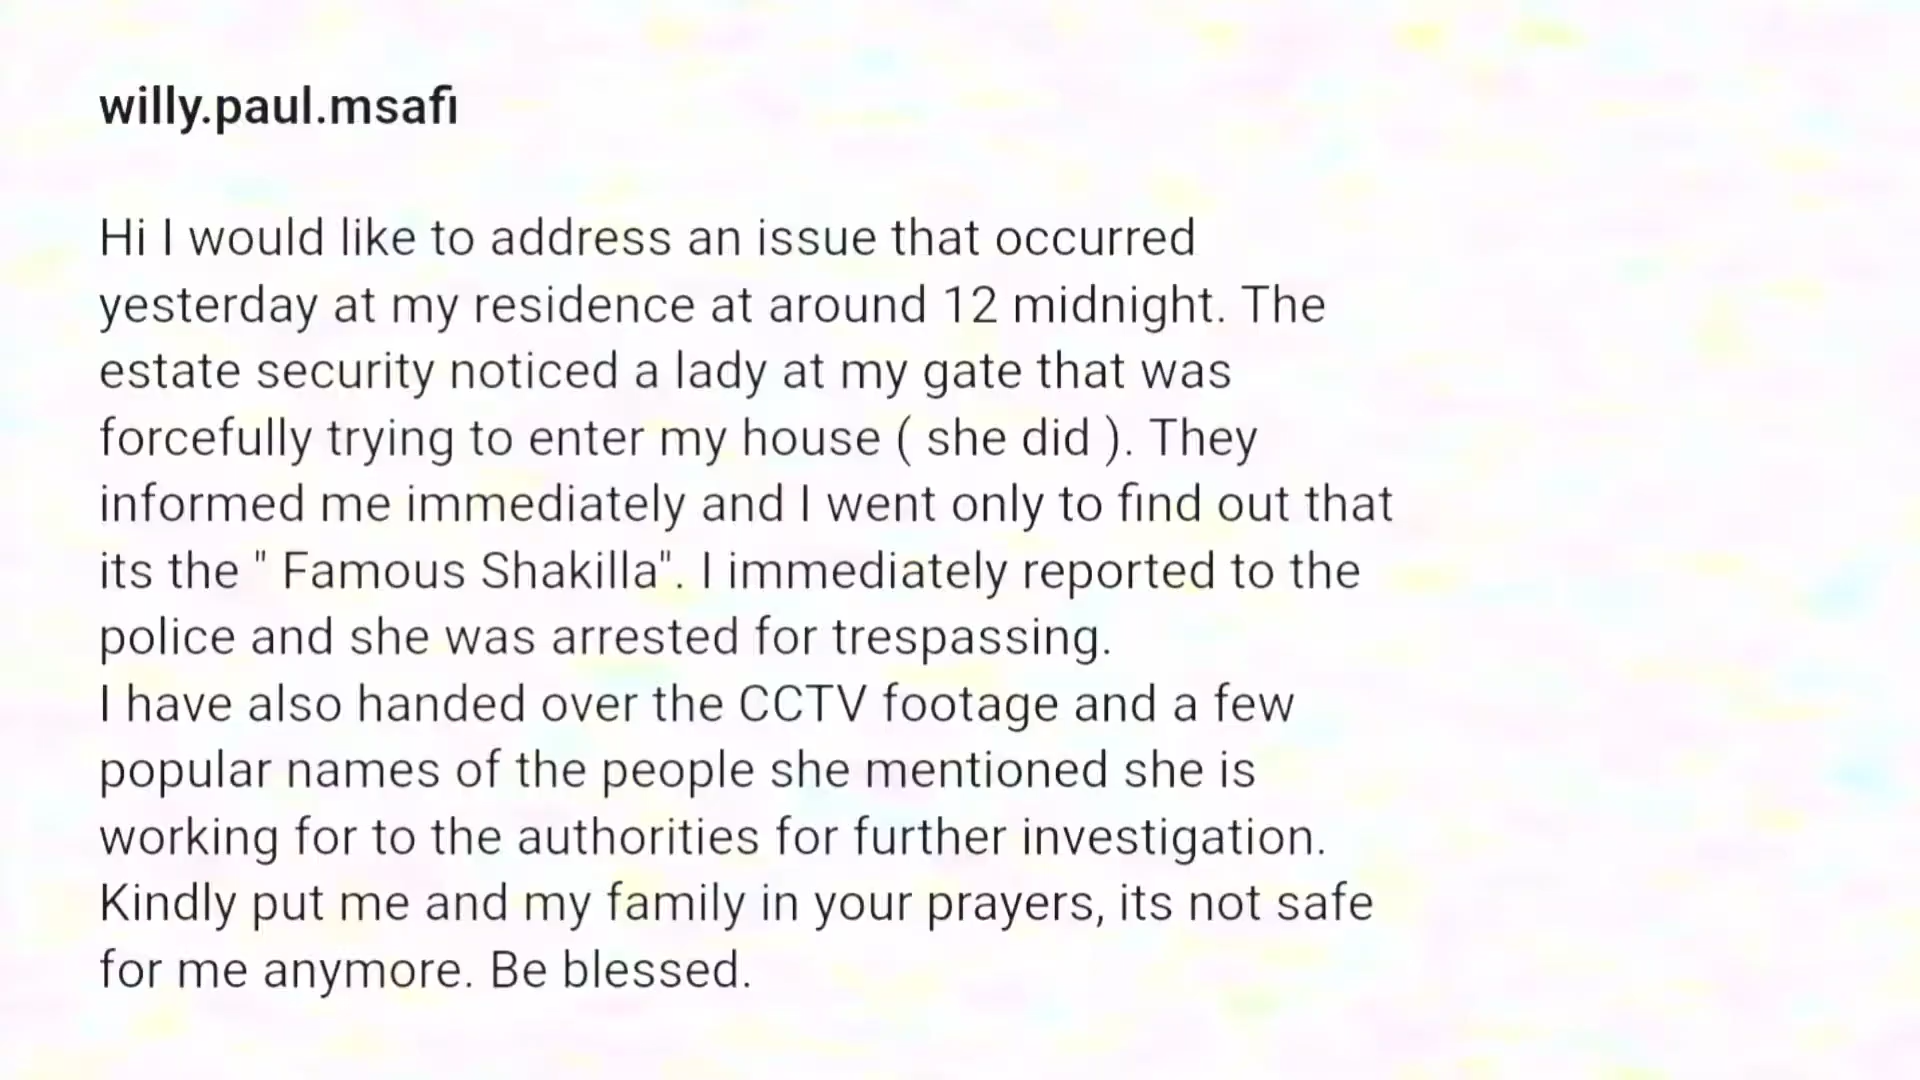 willy.paul.msafi
Hi I would like to address an issue that occurred
yesterday at my residence at around 12 midnight. The
estate security noticed a lady at my gate that was
forcefully trying to enter my house ( she did ). They
informed me immediately and I went only to find out that
its the " Famous Shakilla". I immediately reported to the
police and she was arrested for trespassing.
I have also handed over the CCTV footage and a few
popular names of the people she mentioned she is
working for to the authorities for further investigation.
Kindly put me and my family in your prayers, its not safe
for me anymore. Be blessed.